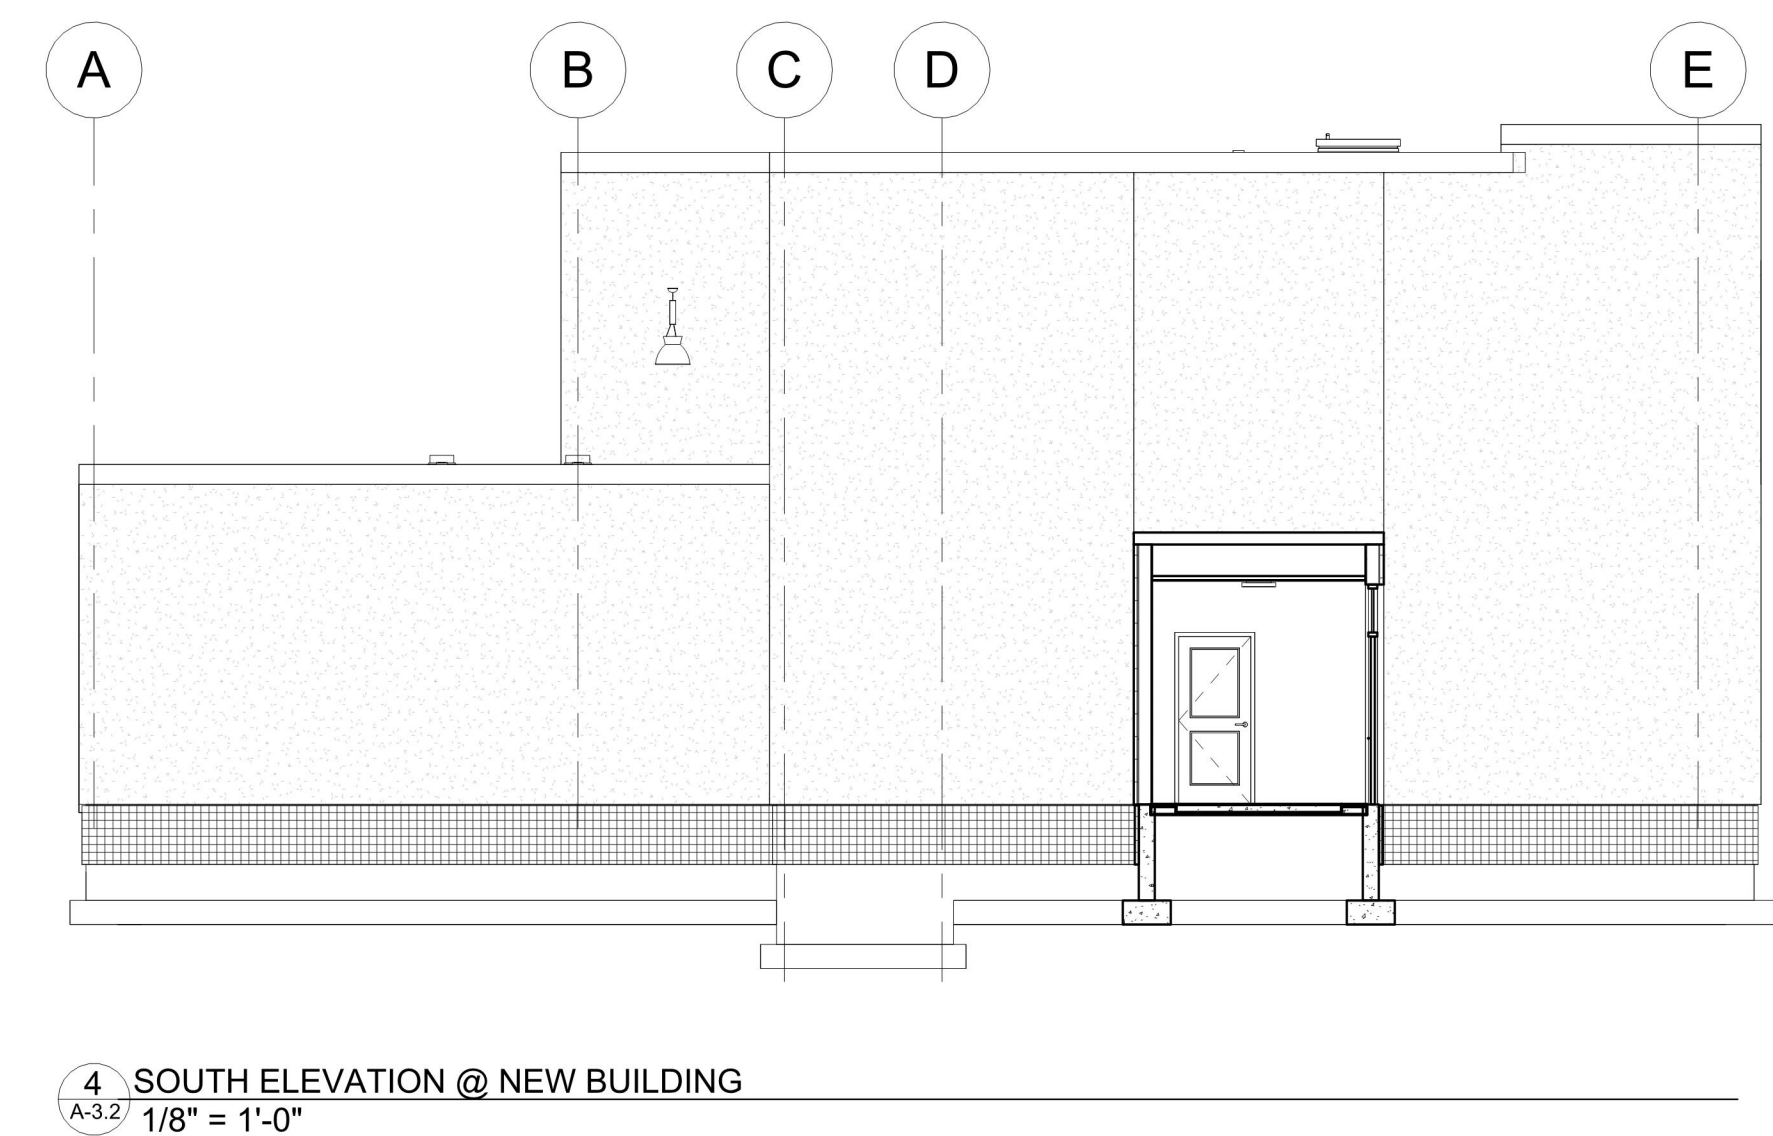 A B C D E
4 SOUTH ELEVATION @ NEW BUILDING
A-3.2 1/8" = 1'-0"